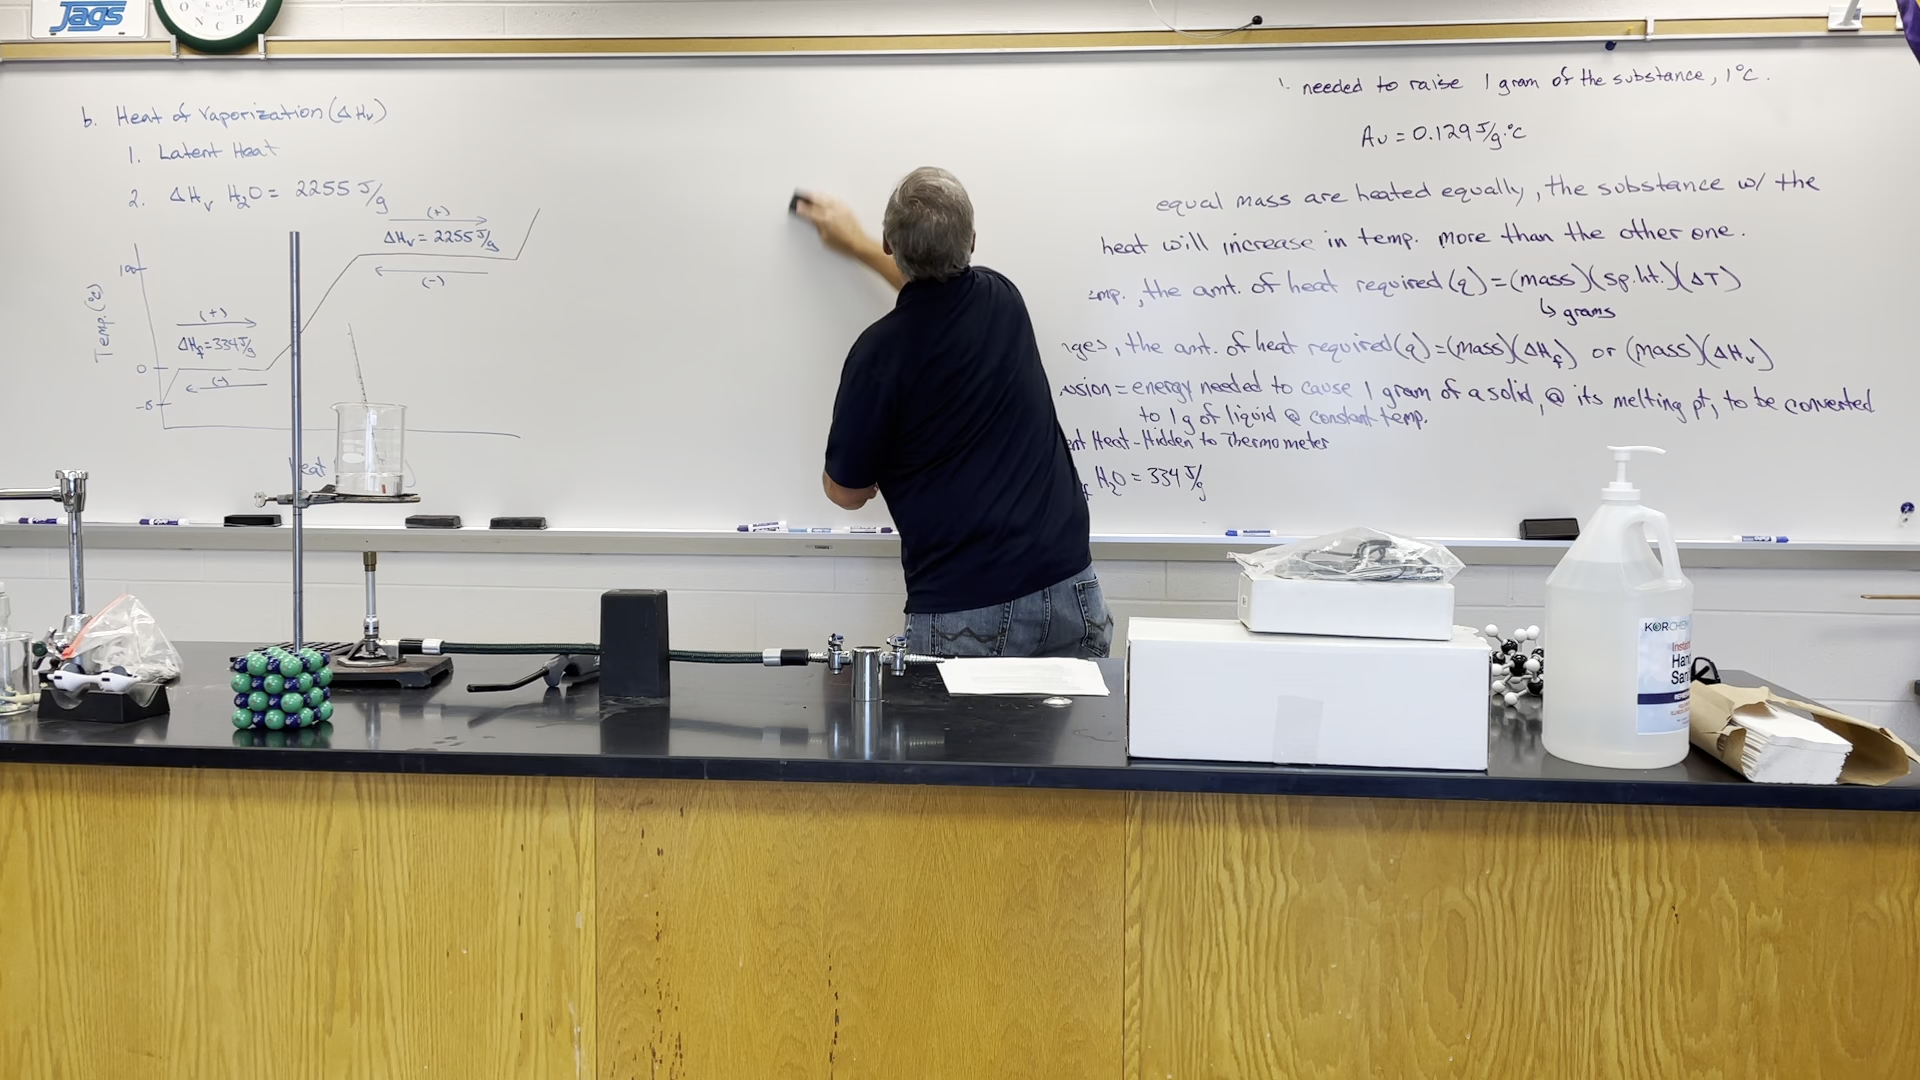 Jags
O N C B Be
b. Heat of Vaporization (ΔHv)
1. Latent Heat
2. ΔHv H2O = 2255 J/g
(+)
ΔHv = 2255 J/g
(-)
100
Temp. (°C)
(+)
ΔHf = 334 J/g
(-)
0
-5
Heat
needed to raise 1 gram of the substance, 1°C.
Au = 0.129 J/g·°C
equal mass are heated equally, the substance w/ the
heat will increase in temp. more than the other one.
mp., the amt. of heat required (q) = (mass)(sp.ht.)(ΔT)
↳ grams
nges, the amt. of heat required (q) = (mass)(ΔHf) or (mass)(ΔHv)
usion = energy needed to cause 1 gram of a solid, @ its melting pt, to be converted
to 1 g of liquid @ constant temp.
nt Heat - Hidden to Thermometer
f H2O = 334 J/g
KORCHEM
Hand